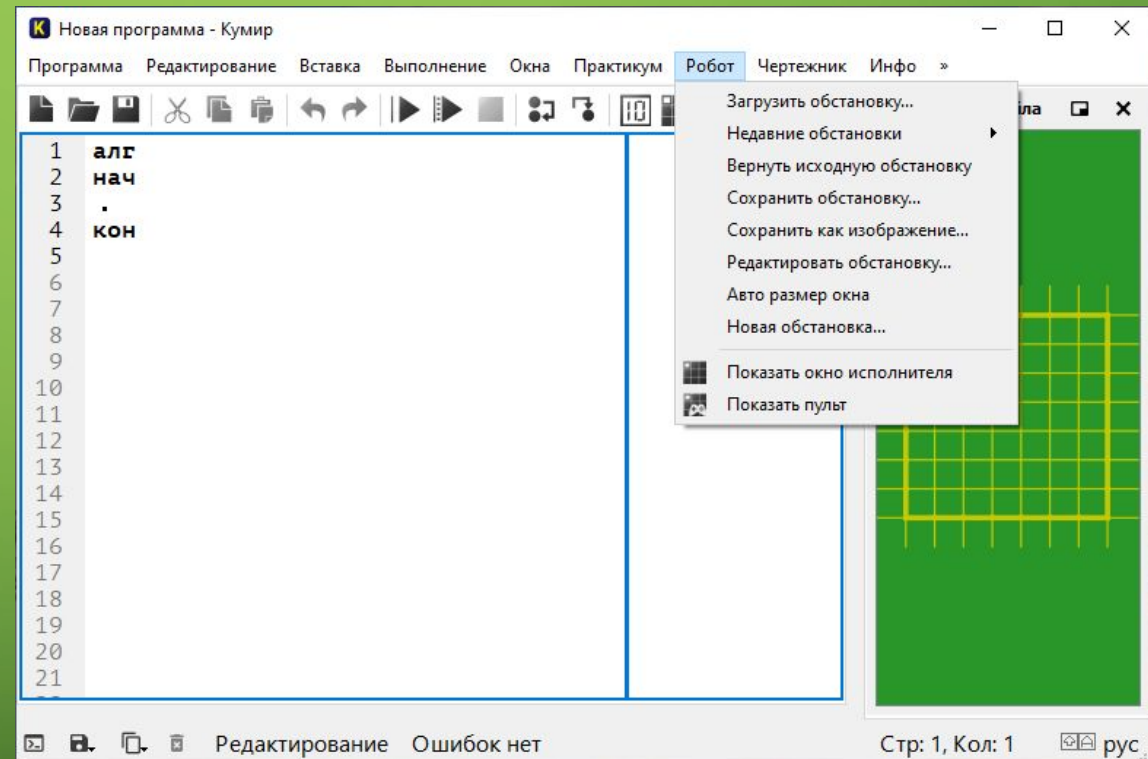 Новая программа - Кумир
Программа Редактирование Вставка Выполнение Окна Практикум Робот Чертежник Инфо »
Загрузить обстановку...
Недавние обстановки
Вернуть исходную обстановку
Сохранить обстановку...
Сохранить как изображение...
Редактировать обстановку...
Авто размер окна
Новая обстановка...
Показать окно исполнителя
Показать пульт
1 алг
2 нач
3 .
4 кон
5
6
7
8
9
10
11
12
13
14
15
16
17
18
19
20
21
Редактирование Ошибок нет Стр: 1, Кол: 1 рус